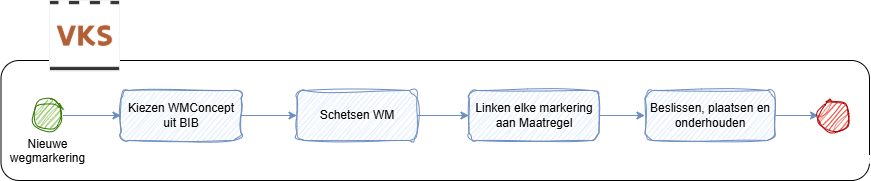 VKS
Kiezen WMConcept
uit BIB
Schetsen WM
Linken elke markering
aan Maatregel
Beslissen, plaatsen en
onderhouden
Nieuwe
wegmarkering